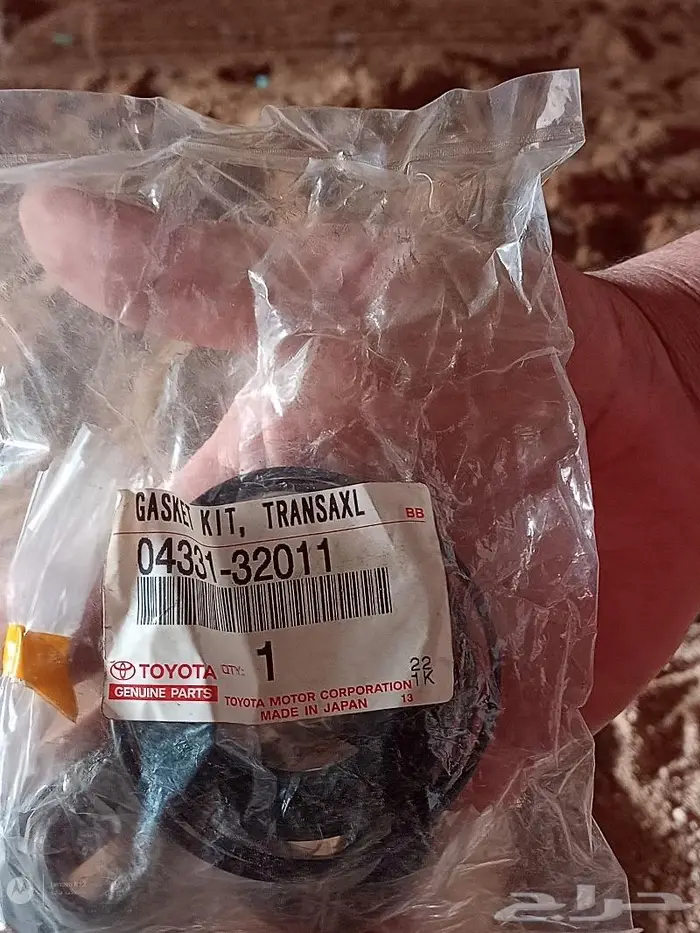 GASKET KIT, TRANSAXL
BB
04331-32011
TOYOTA QTY: 1
GENUINE PARTS
22
1K
TOYOTA MOTOR CORPORATION
MADE IN JAPAN 13
حراج